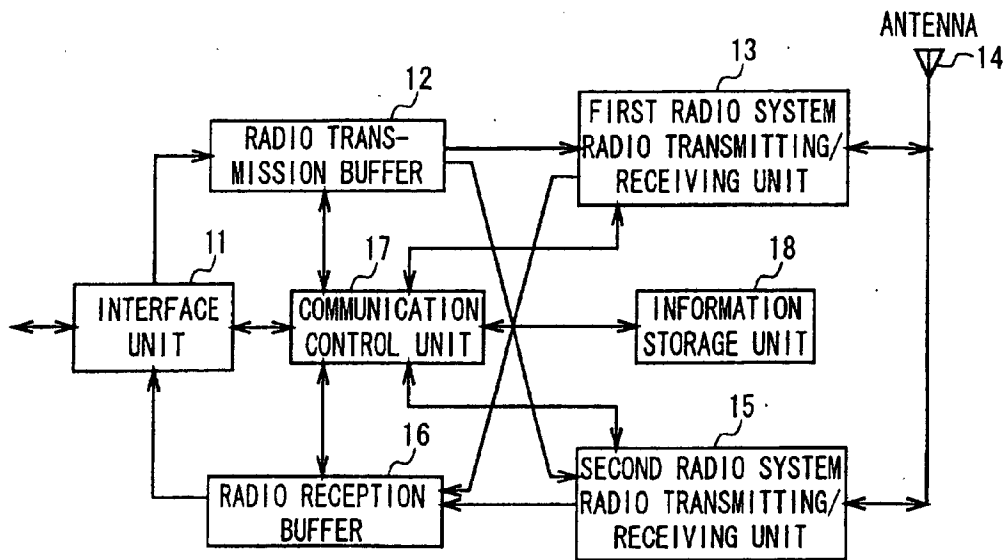 ANTENNA
14
13
FIRST RADIO SYSTEM
RADIO TRANSMITTING/
RECEIVING UNIT
12
RADIO TRANS-
MISSION BUFFER
11
INTERFACE
UNIT
17
COMMUNICATION
CONTROL UNIT
18
INFORMATION
STORAGE UNIT
16
RADIO RECEPTION
BUFFER
15
SECOND RADIO SYSTEM
RADIO TRANSMITTING/
RECEIVING UNIT